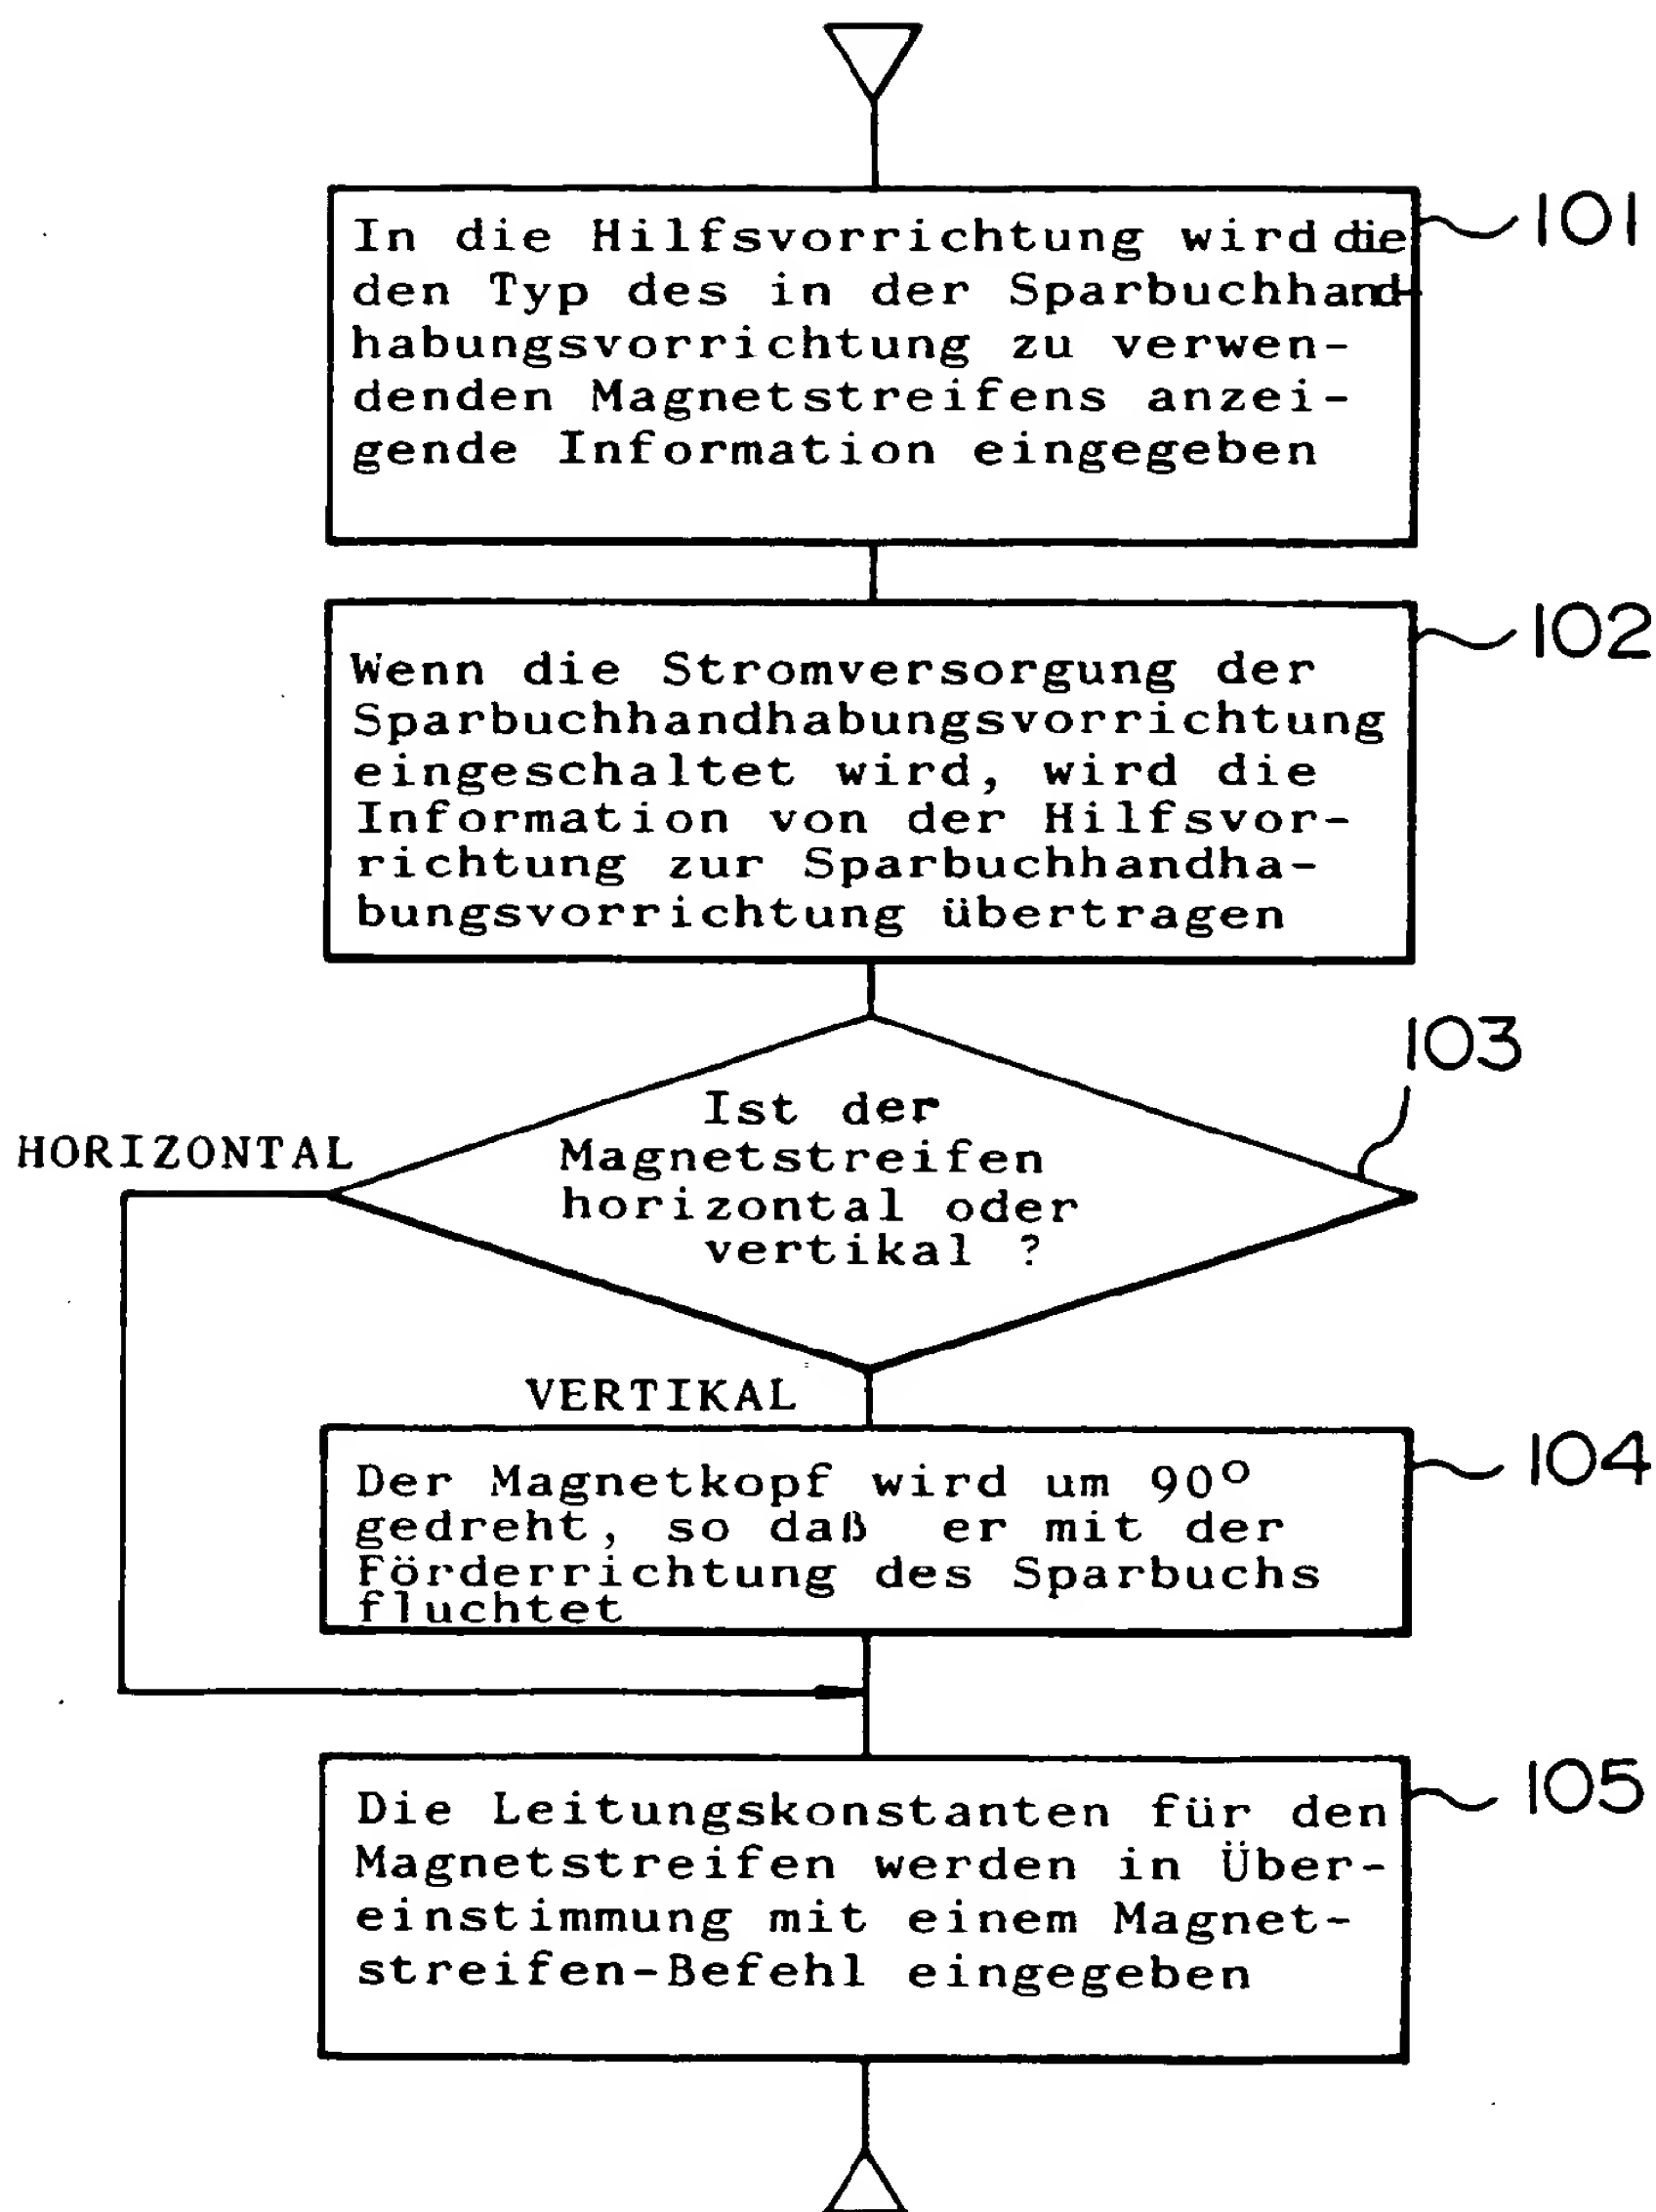 In die Hilfsvorrichtung wird die
den Typ des in der Sparbuchhand-
habungsvorrichtung zu verwen-
denden Magnetstreifens anzei-
gende Information eingegeben
101
Wenn die Stromversorgung der
Sparbuchhandhabungsvorrichtung
eingeschaltet wird, wird die
Information von der Hilfsvor-
richtung zur Sparbuchhandha-
bungsvorrichtung übertragen
102
103
Ist der
Magnetstreifen
horizontal oder
vertikal ?
HORIZONTAL
VERTIKAL
Der Magnetkopf wird um 90°
gedreht, so daß er mit der
Förderrichtung des Sparbuchs
fluchtet
104
Die Leitungskonstanten für den
Magnetstreifen werden in Über-
einstimmung mit einem Magnet-
streifen-Befehl eingegeben
105